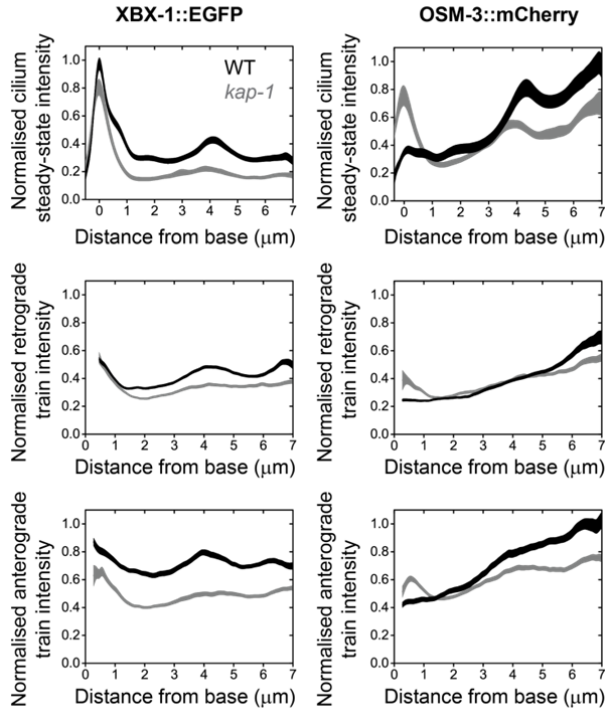 XBX-1::EGFP
OSM-3::mCherry
Normalised cilium
steady-state intensity
1.0
0.8
0.6
0.4
0.2
0.0
WT
kap-1
0 1 2 3 4 5 6 7
Distance from base (μm)
Normalised cilium
steady-state intensity
1.0
0.8
0.6
0.4
0.2
0.0
0 1 2 3 4 5 6 7
Distance from base (μm)
Normalised retrograde
train intensity
1.0
0.8
0.6
0.4
0.2
0.0
0 1 2 3 4 5 6 7
Distance from base (μm)
Normalised retrograde
train intensity
1.0
0.8
0.6
0.4
0.2
0.0
0 1 2 3 4 5 6 7
Distance from base (μm)
Normalised anterograde
train intensity
1.0
0.8
0.6
0.4
0.2
0.0
0 1 2 3 4 5 6 7
Distance from base (μm)
Normalised anterograde
train intensity
1.0
0.8
0.6
0.4
0.2
0.0
0 1 2 3 4 5 6 7
Distance from base (μm)